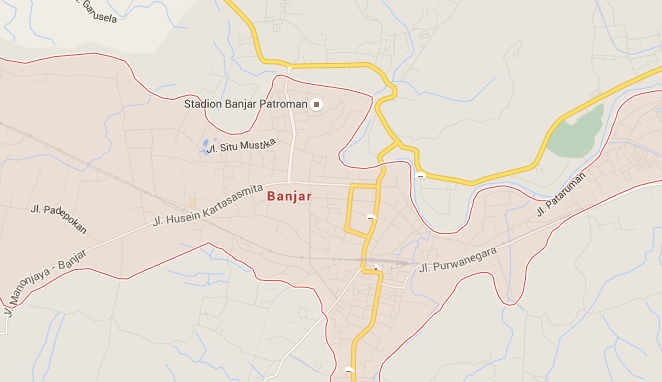 Jl. Garusela
Stadion Banjar Patroman
Jl. Situ Mustika
Jl. Pataruman
Banjar
Jl. Husein Kartasasmita
Jl. Padepokan
Jl. Purwanegara
Jl. Manonjaya - Banjar